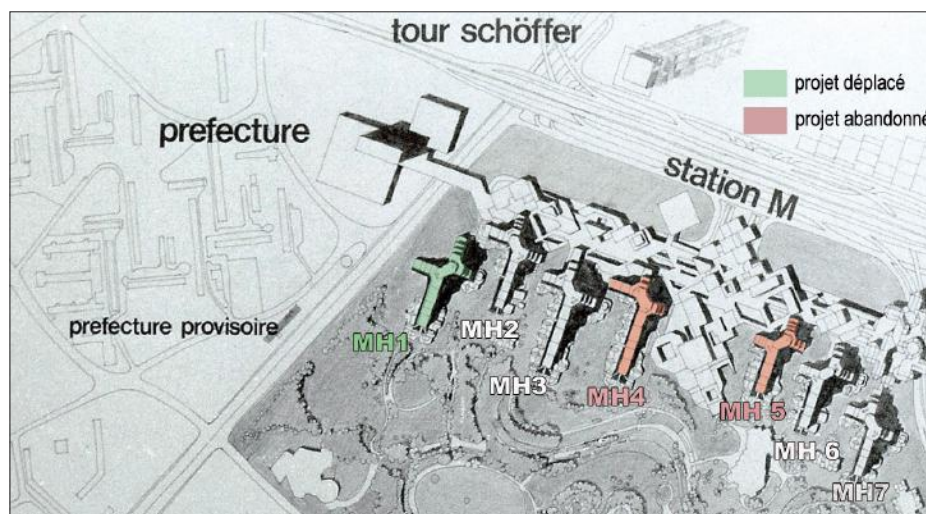 tour schöffer
projet déplacé
projet abandonné
prefecture
station M
prefecture provisoire
MH1
MH2
MH3
MH4
MH 5
MH 6
MH7